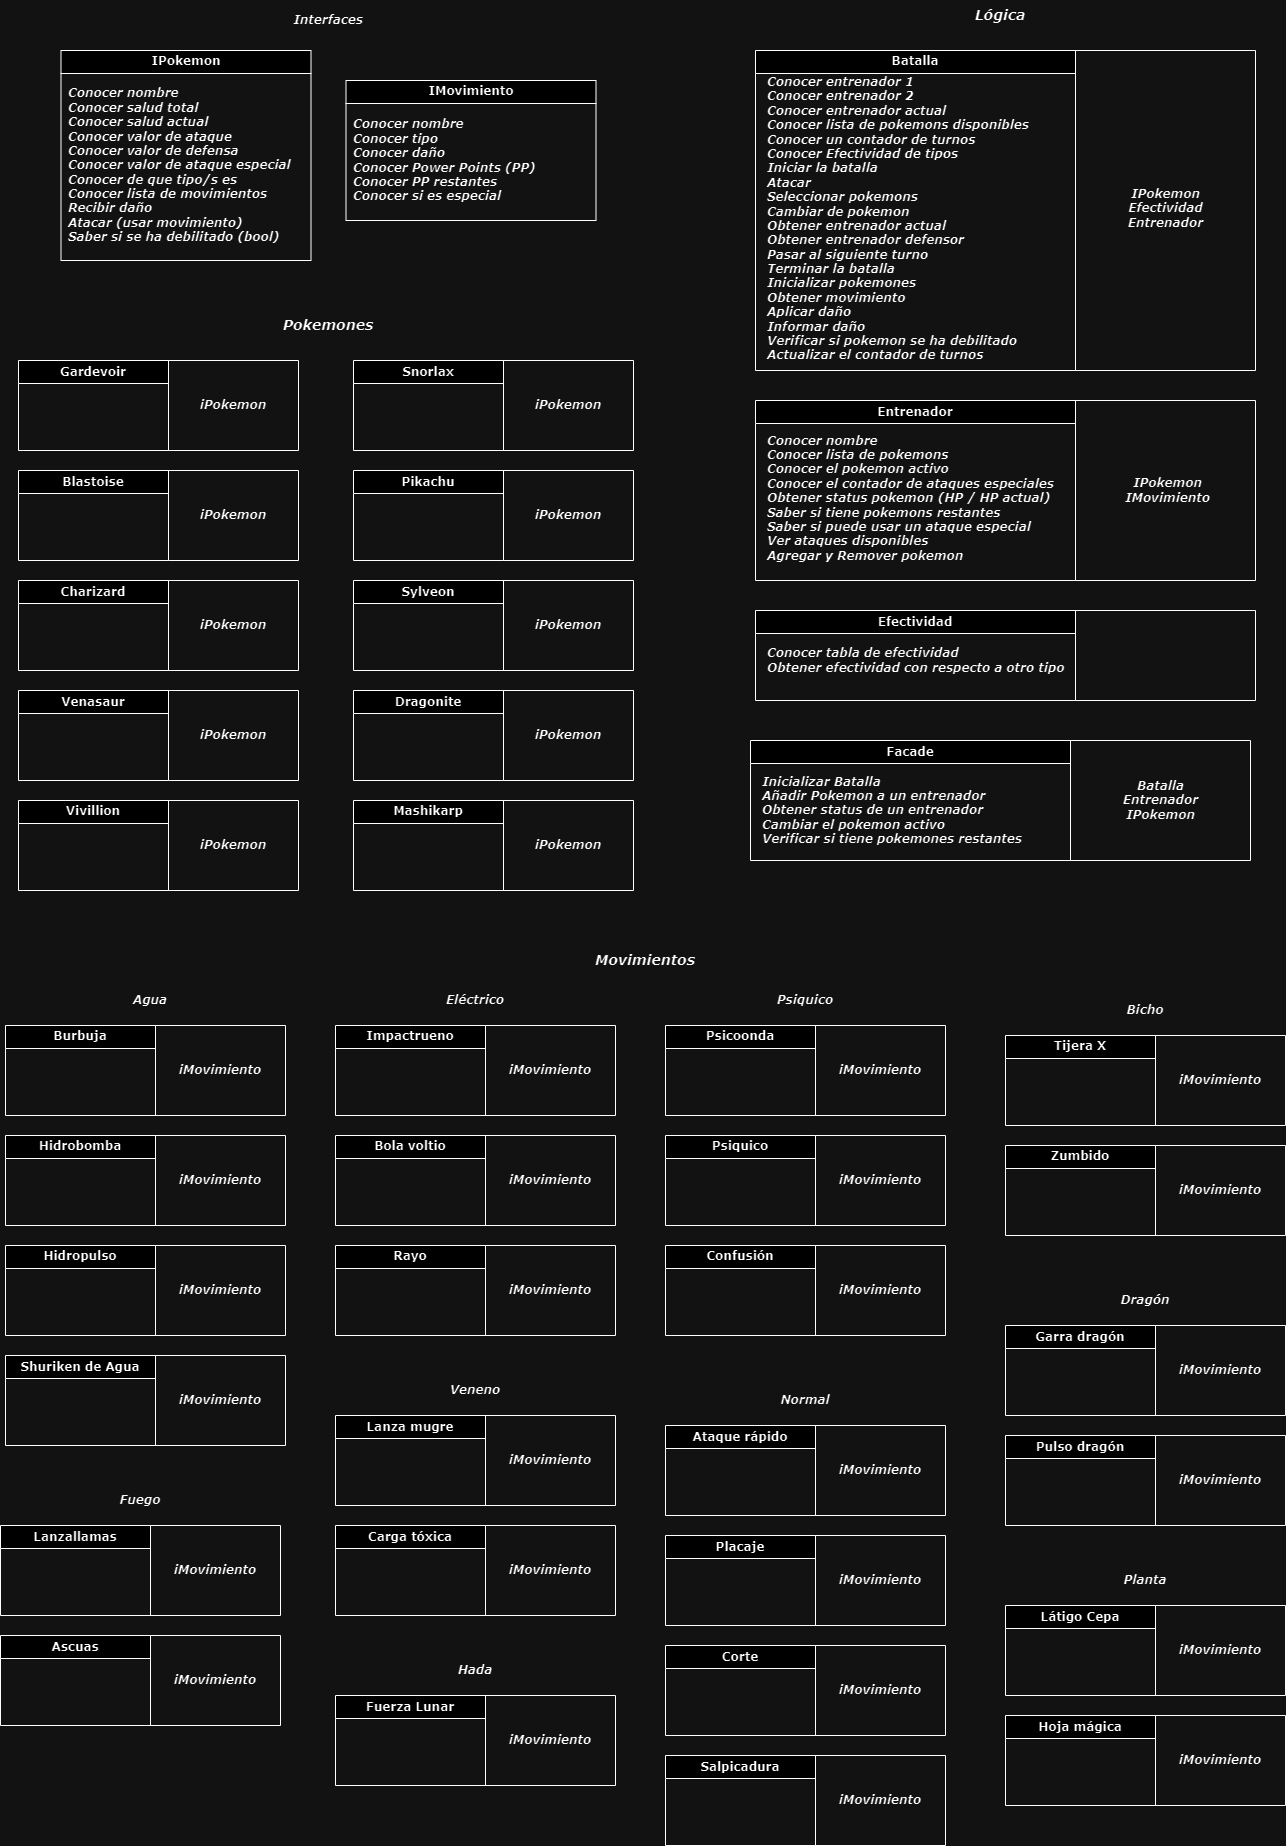 Interfaces
IPokemon
Conocer nombre
Conocer salud total
Conocer salud actual
Conocer valor de ataque
Conocer valor de defensa
Conocer valor de ataque especial
Conocer de que tipo/s es
Conocer lista de movimientos
Recibir daño
Atacar (usar movimiento)
Saber si se ha debilitado (bool)
IMovimiento
Conocer nombre
Conocer tipo
Conocer daño
Conocer Power Points (PP)
Conocer PP restantes
Conocer si es especial
Pokemones
Gardevoir
iPokemon
Snorlax
iPokemon
Blastoise
iPokemon
Pikachu
iPokemon
Charizard
iPokemon
Sylveon
iPokemon
Venasaur
iPokemon
Dragonite
iPokemon
Vivillion
iPokemon
Mashikarp
iPokemon
Lógica
Batalla
Conocer entrenador 1
Conocer entrenador 2
Conocer entrenador actual
Conocer lista de pokemons disponibles
Conocer un contador de turnos
Conocer Efectividad de tipos
Iniciar la batalla
Atacar
Seleccionar pokemons
Cambiar de pokemon
Obtener entrenador actual
Obtener entrenador defensor
Pasar al siguiente turno
Terminar la batalla
Inicializar pokemones
Obtener movimiento
Aplicar daño
Informar daño
Verificar si pokemon se ha debilitado
Actualizar el contador de turnos
IPokemon
Efectividad
Entrenador
Entrenador
Conocer nombre
Conocer lista de pokemons
Conocer el pokemon activo
Conocer el contador de ataques especiales
Obtener status pokemon (HP / HP actual)
Saber si tiene pokemons restantes
Saber si puede usar un ataque especial
Ver ataques disponibles
Agregar y Remover pokemon
IPokemon
IMovimiento
Efectividad
Conocer tabla de efectividad
Obtener efectividad con respecto a otro tipo
Facade
Inicializar Batalla
Añadir Pokemon a un entrenador
Obtener status de un entrenador
Cambiar el pokemon activo
Verificar si tiene pokemones restantes
Batalla
Entrenador
IPokemon
Movimientos
Agua
Burbuja
iMovimiento
Hidrobomba
iMovimiento
Hidropulso
iMovimiento
Shuriken de Agua
iMovimiento
Fuego
Lanzallamas
iMovimiento
Ascuas
iMovimiento
Eléctrico
Impactrueno
iMovimiento
Bola voltio
iMovimiento
Rayo
iMovimiento
Veneno
Lanza mugre
iMovimiento
Carga tóxica
iMovimiento
Hada
Fuerza Lunar
iMovimiento
Psiquico
Psicoonda
iMovimiento
Psiquico
iMovimiento
Confusión
iMovimiento
Normal
Ataque rápido
iMovimiento
Placaje
iMovimiento
Corte
iMovimiento
Salpicadura
iMovimiento
Bicho
Tijera X
iMovimiento
Zumbido
iMovimiento
Dragón
Garra dragón
iMovimiento
Pulso dragón
iMovimiento
Planta
Látigo Cepa
iMovimiento
Hoja mágica
iMovimiento